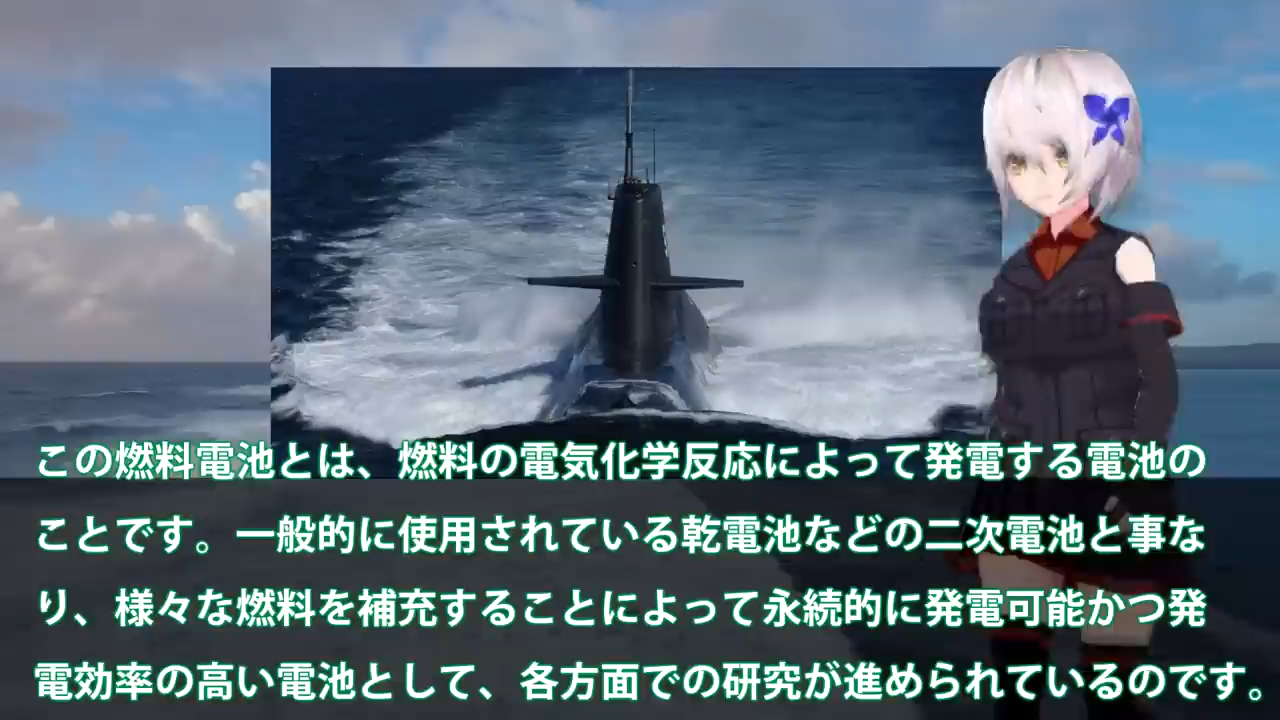 この燃料電池とは、燃料の電気化学反応によって発電する電池の
ことです。一般的に使用されている乾電池などの二次電池と事な
り、様々な燃料を補充することによって永続的に発電可能かつ発
電効率の高い電池として、各方面での研究が進められているのです。